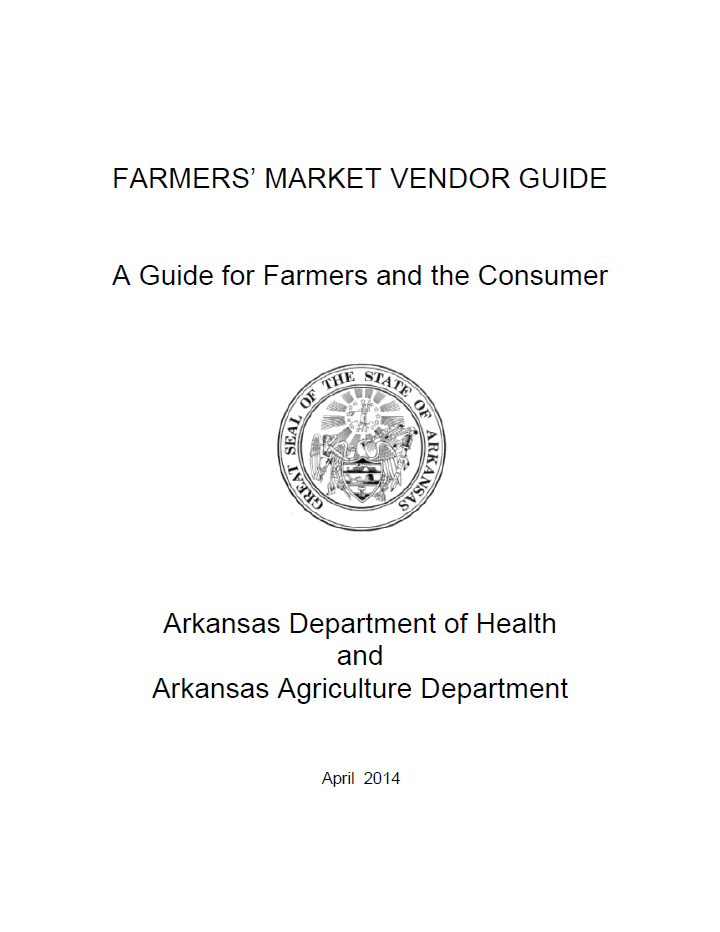 FARMERS’ MARKET VENDOR GUIDE
A Guide for Farmers and the Consumer
GREAT SEAL OF THE STATE OF ARKANSAS
Arkansas Department of Health
and
Arkansas Agriculture Department
April 2014